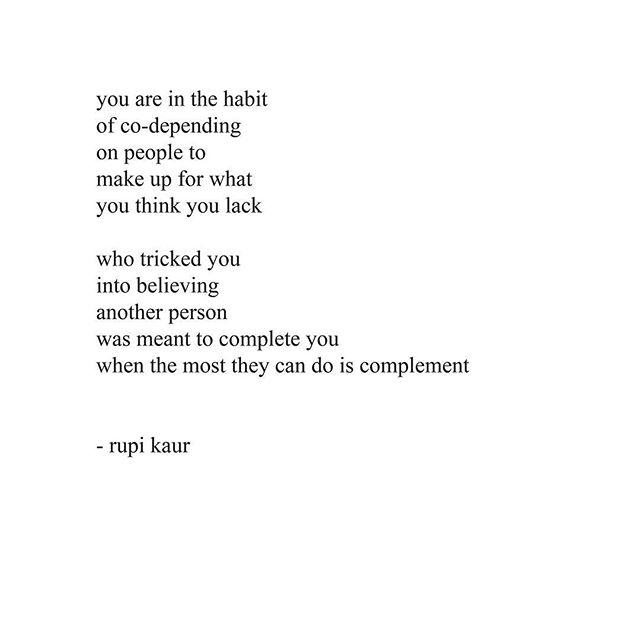 you are in the habit
of co-depending
on people to
make up for what
you think you lack
who tricked you
into believing
another person
was meant to complete you
when the most they can do is complement
- rupi kaur